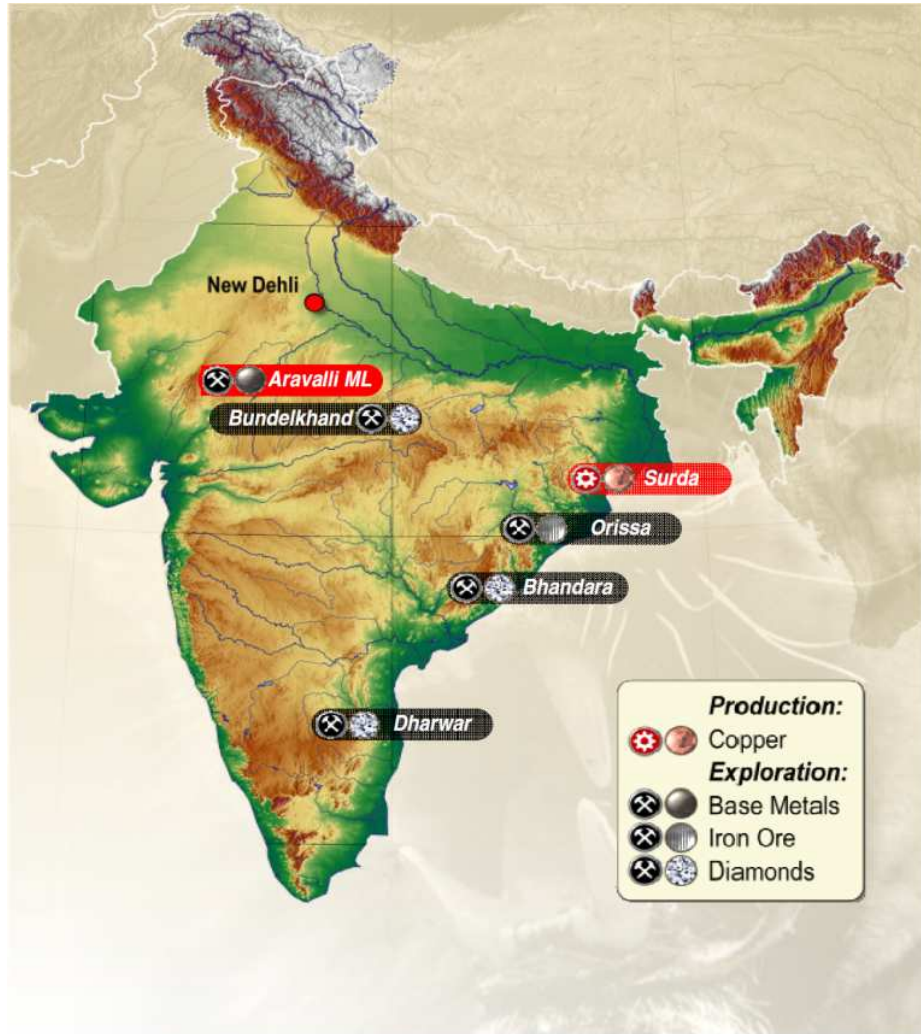 New Dehli
Aravalli ML
Bundelkhand
Surda
Orissa
Bhandara
Dharwar
Production:
Copper
Exploration:
Base Metals
Iron Ore
Diamonds